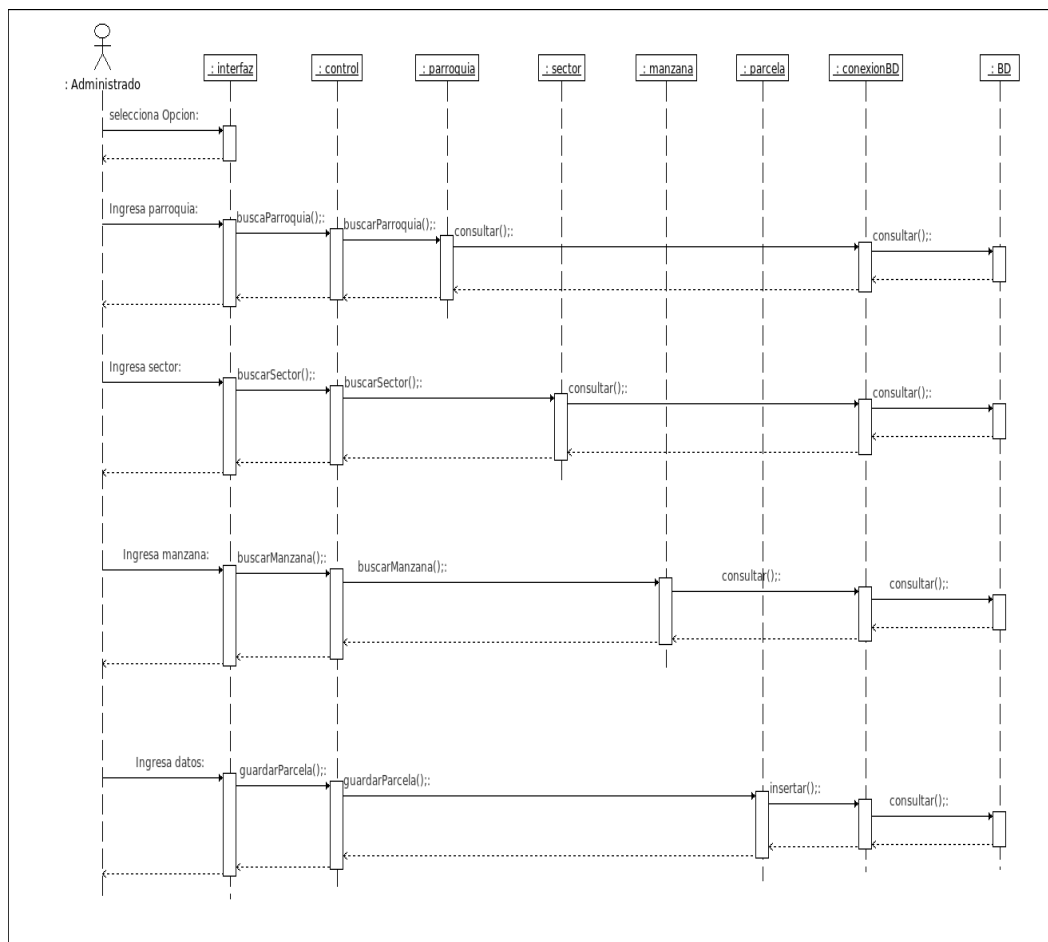 : interfaz
: control
: parroquia
: sector
: manzana
: parcela
: conexionBD
: BD
: Administrado
selecciona Opcion:
Ingresa parroquia:
buscaParroquia();:
buscarParroquia();:
consultar();:
consultar();:
Ingresa sector:
buscarSector();:
buscarSector();:
consultar();:
consultar();:
Ingresa manzana:
buscarManzana();:
buscarManzana();:
consultar();:
consultar();:
Ingresa datos:
guardarParcela();:
guardarParcela();:
insertar();:
consultar();: